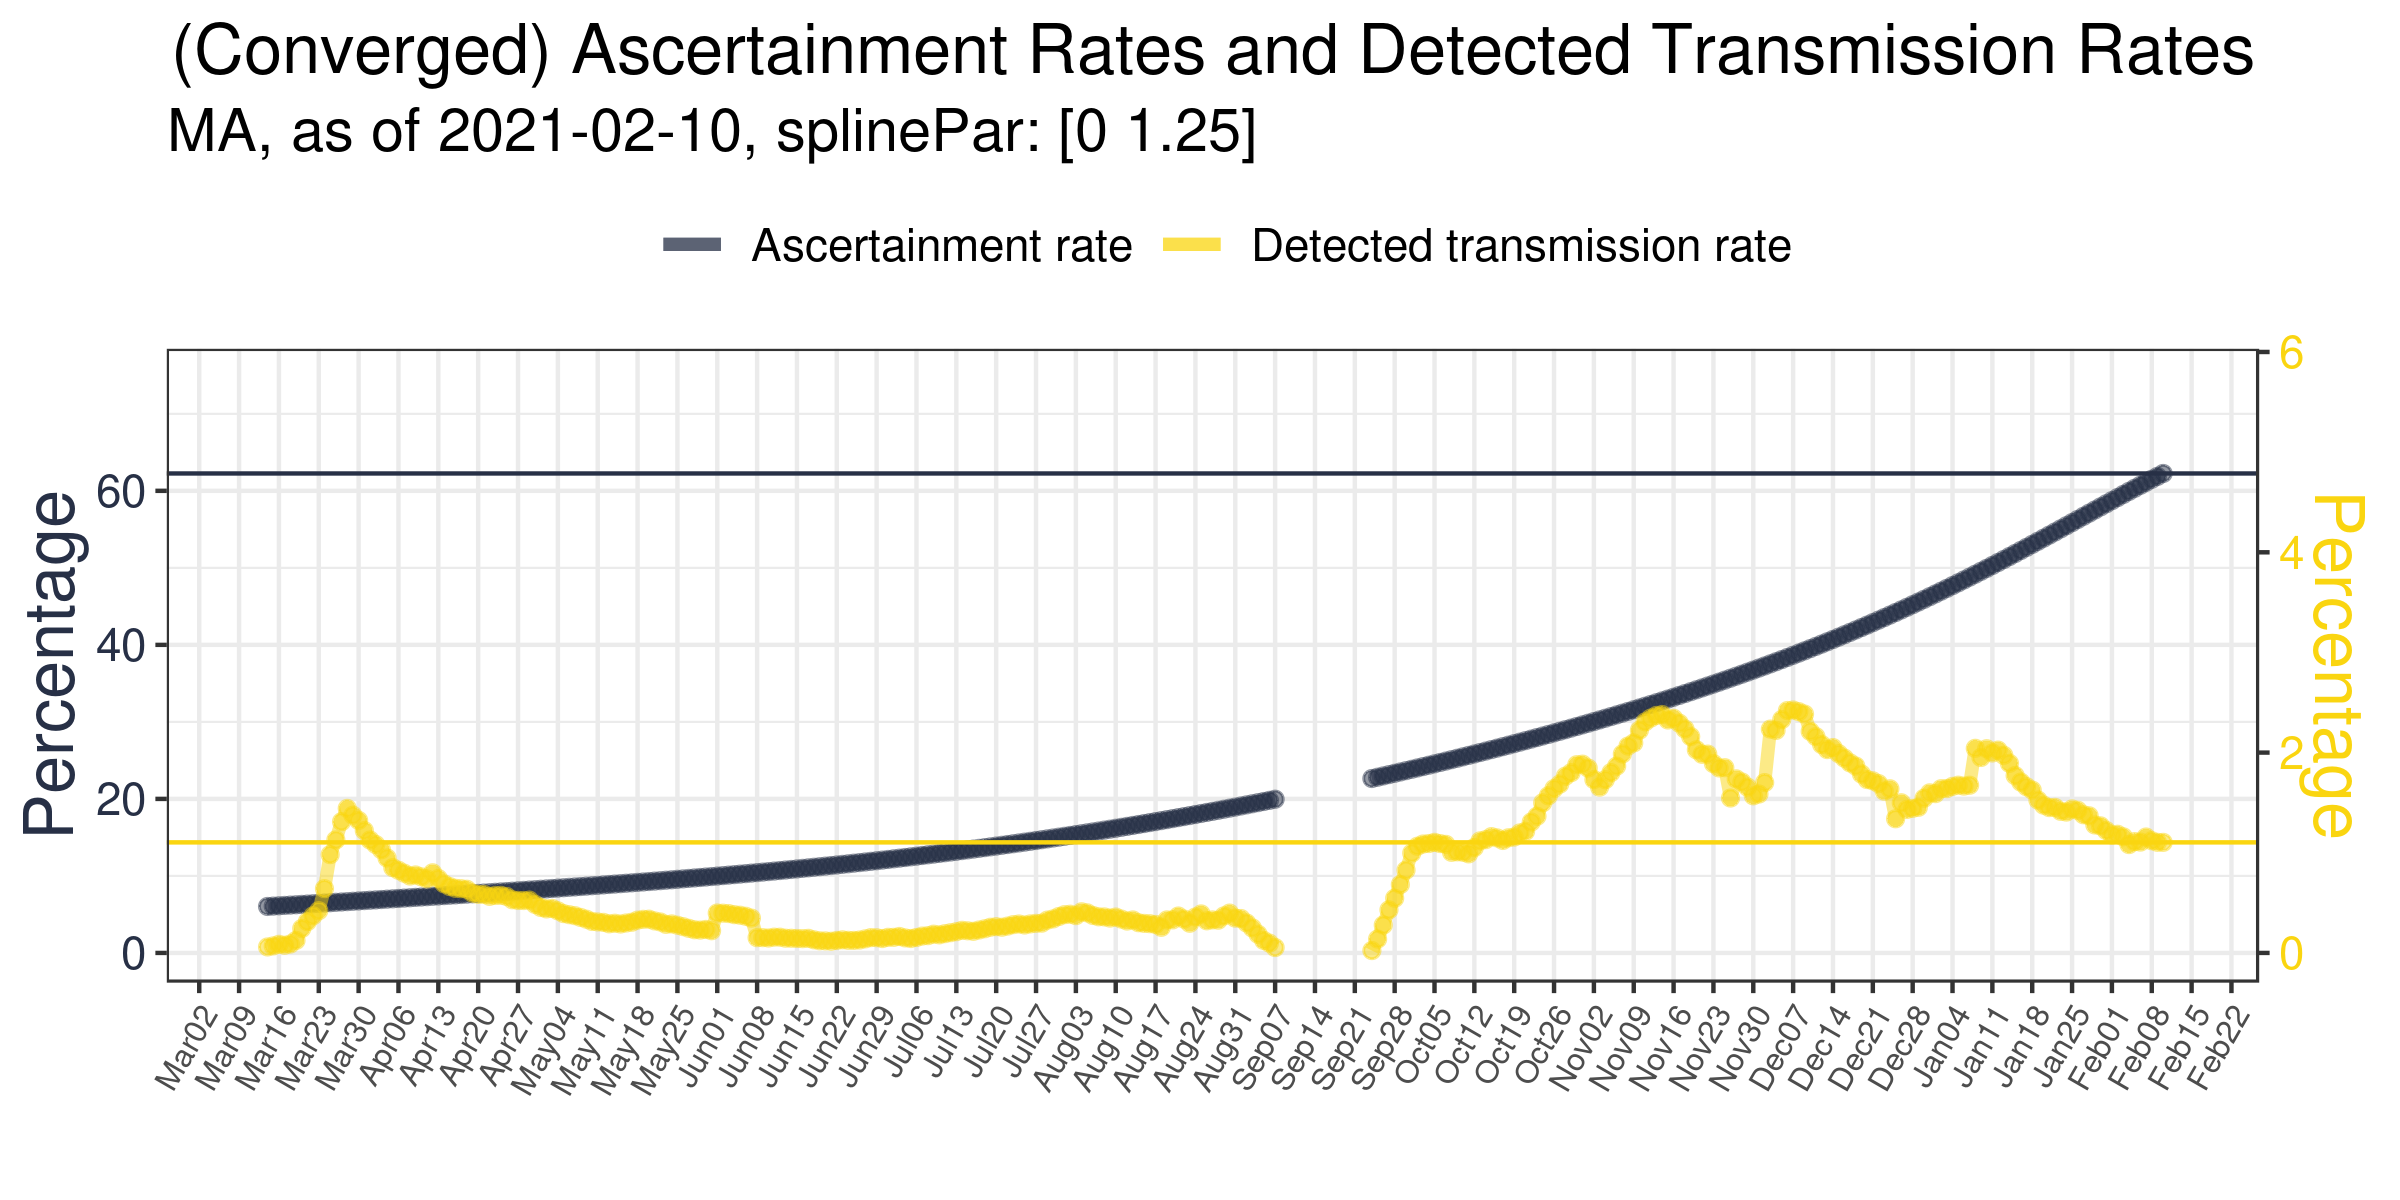 (Converged) Ascertainment Rates and Detected Transmission Rates
MA, as of 2021-02-10, splinePar: [0 1.25]
Ascertainment rate Detected transmission rate
Percentage
60
40
20
0
6
4
2
0
Percentage
Mar02 Mar09 Mar16 Mar23 Mar30 Apr06 Apr13 Apr20 Apr27 May04 May11 May18 May25 Jun01 Jun08 Jun15 Jun22 Jun29 Jul06 Jul13 Jul20 Jul27 Aug03 Aug10 Aug17 Aug24 Aug31 Sep07 Sep14 Sep21 Sep28 Oct05 Oct12 Oct19 Oct26 Nov02 Nov09 Nov16 Nov23 Nov30 Dec07 Dec14 Dec21 Dec28 Jan04 Jan11 Jan18 Jan25 Feb01 Feb08 Feb15 Feb22